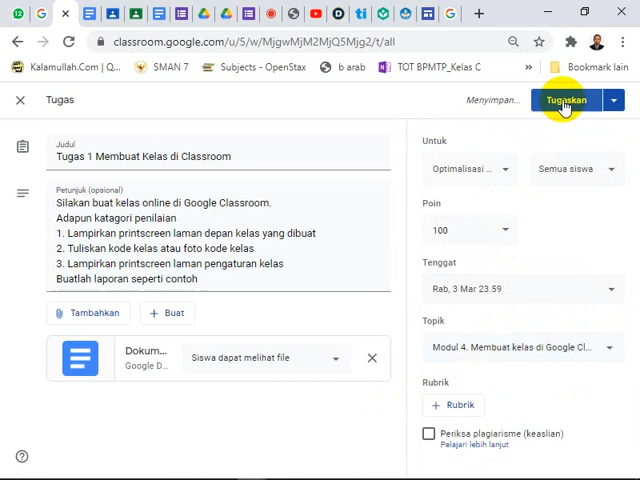 classroom.google.com/u/5/w/MjgwMjM2MjQ5Mjg2/t/all
Kalamullah.Com | Q...
SMAN 7
Subjects - OpenStax
b arab
TOT BPMTP_Kelas C
»
Bookmark lain
Tugas
Menyimpan...
Tugaskan
Judul
Tugas 1 Membuat Kelas di Classroom
Petunjuk (opsional)
Silakan buat kelas online di Google Classroom.
Adapun katagori penilaian
1. Lampirkan printscreen laman depan kelas yang dibuat
2. Tuliskan kode kelas atau foto kode kelas
3. Lampirkan printscreen laman pengaturan kelas
Buatlah laporan seperti contoh
Tambahkan
+ Buat
Dokum...
Google D...
Siswa dapat melihat file
Untuk
Optimalisasi ...
Semua siswa
Poin
100
Tenggat
Rab, 3 Mar 23.59
Topik
Modul 4. Membuat kelas di Google Cl...
Rubrik
+ Rubrik
Periksa plagiarisme (keaslian)
Pelajari lebih lanjut